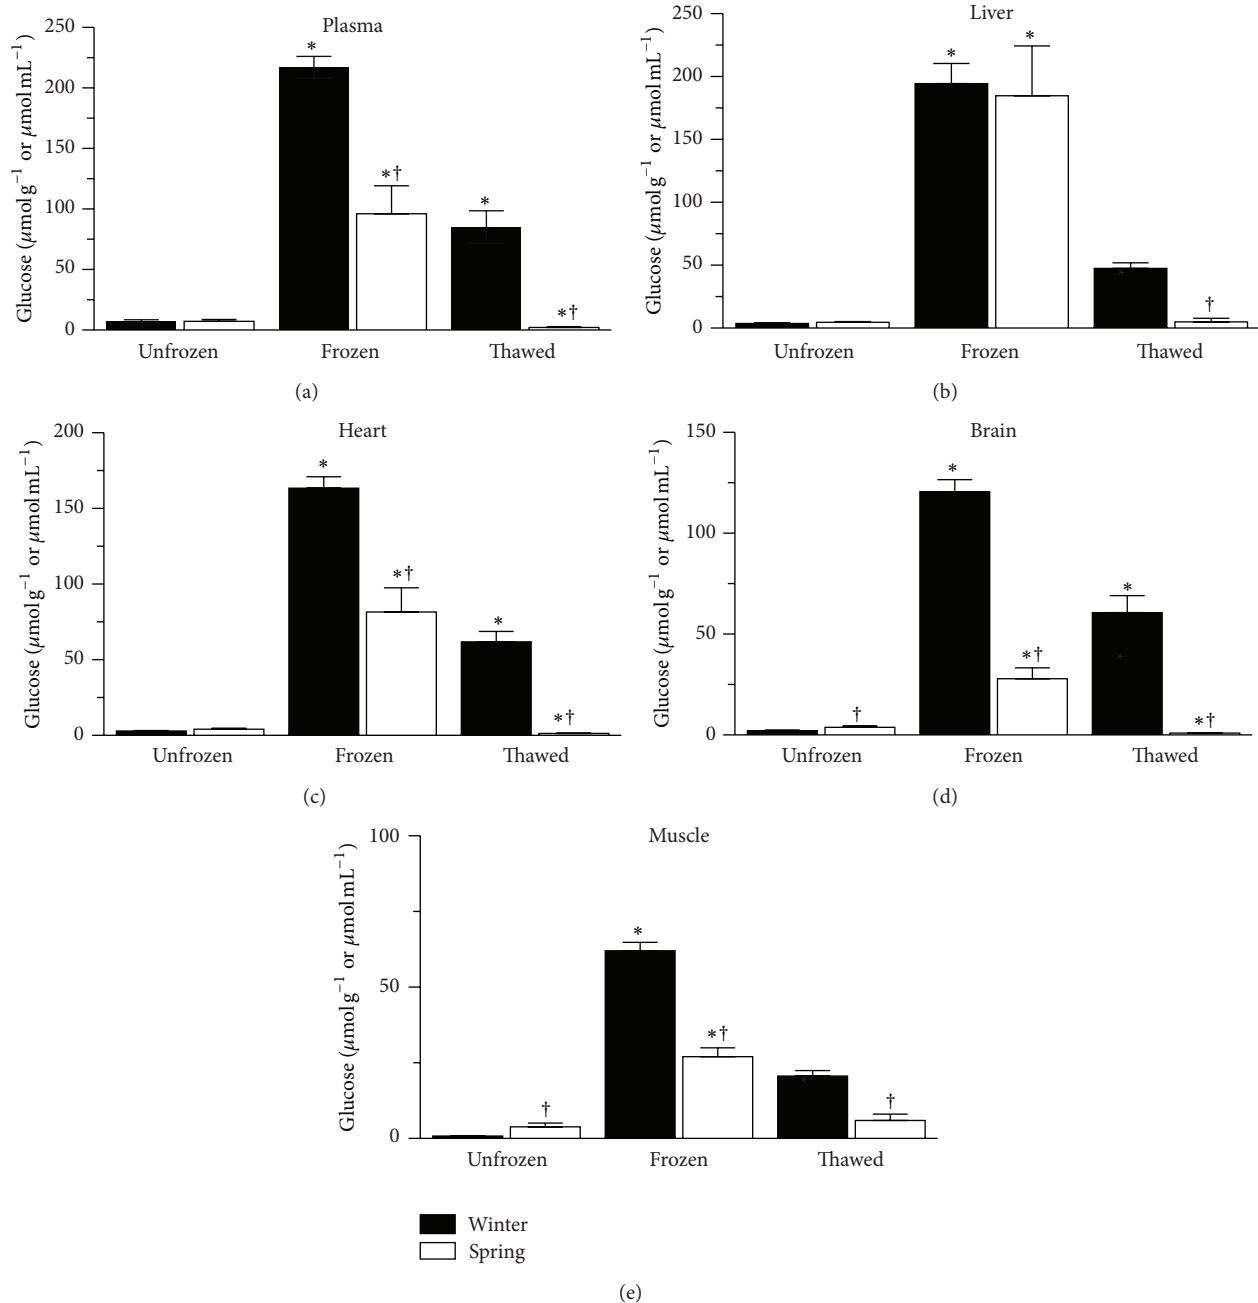 Plasma
Glucose (μmol g⁻¹ or μmol mL⁻¹)
250
200
150
100
50
0
*
*†
*
*†
Unfrozen Frozen Thawed
(a)
Liver
Glucose (μmol g⁻¹ or μmol mL⁻¹)
250
200
150
100
50
0
*
*
*
†
Unfrozen Frozen Thawed
(b)
Heart
Glucose (μmol g⁻¹ or μmol mL⁻¹)
200
150
100
50
0
*
*†
*
*†
Unfrozen Frozen Thawed
(c)
Brain
Glucose (μmol g⁻¹ or μmol mL⁻¹)
150
100
50
0
†
*
*†
*
*
*†
Unfrozen Frozen Thawed
(d)
Muscle
Glucose (μmol g⁻¹ or μmol mL⁻¹)
100
50
0
†
*
*†
*
†
Unfrozen Frozen Thawed
Winter
Spring
(e)